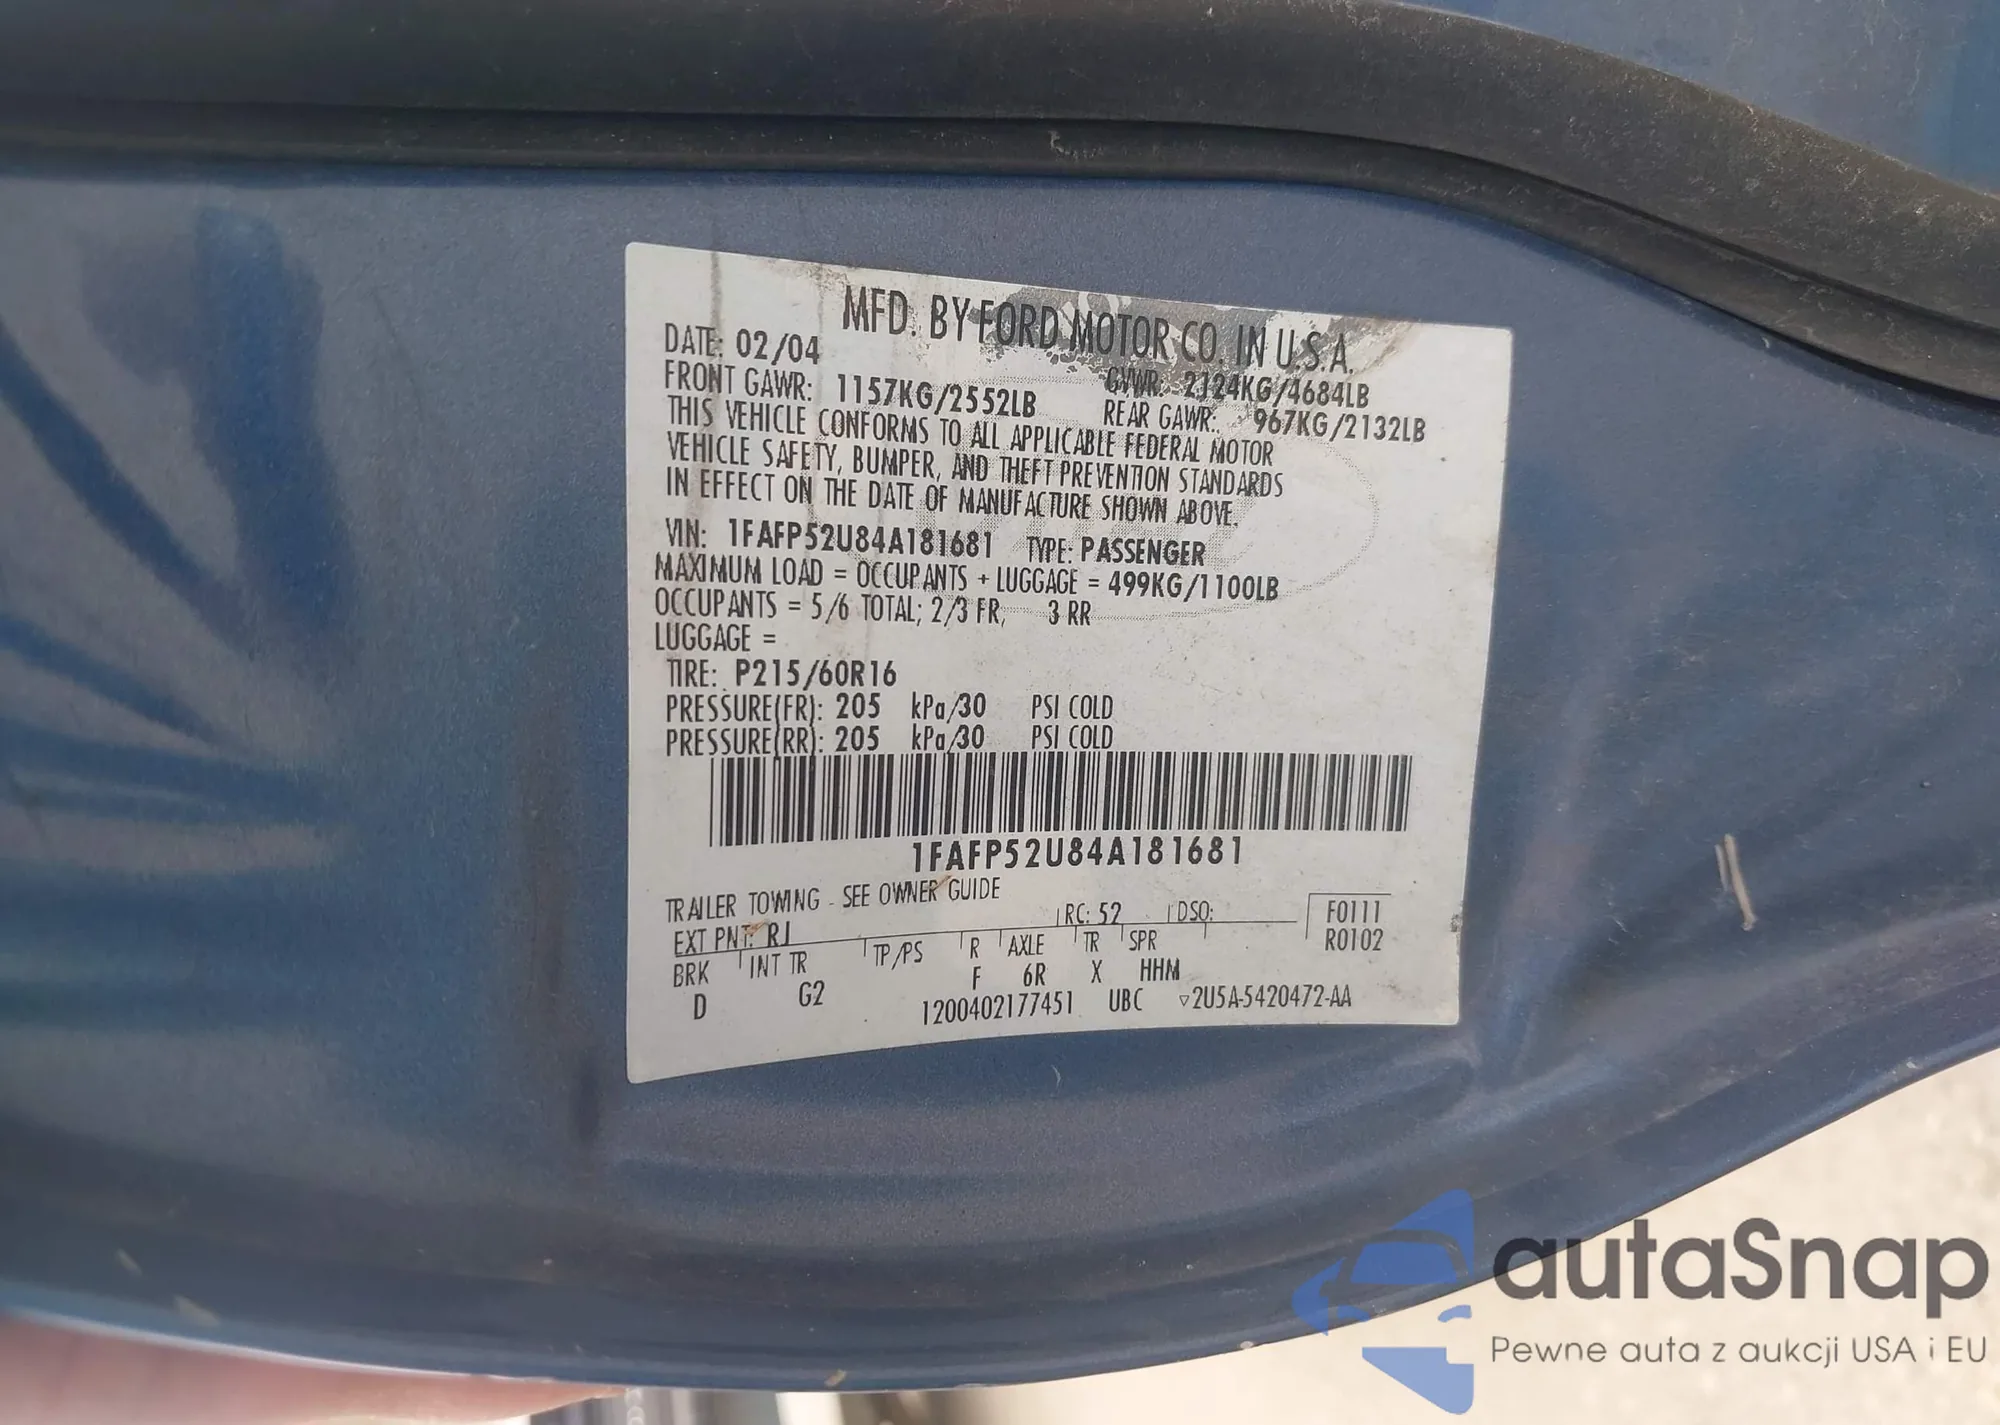 MFD. BY FORD MOTOR CO. IN U.S.A.
DATE: 02/04 GVWR: 2124KG/4684LB
FRONT GAWR: 1157KG/2552LB REAR GAWR: 967KG/2132LB
THIS VEHICLE CONFORMS TO ALL APPLICABLE FEDERAL MOTOR
VEHICLE SAFETY, BUMPER, AND THEFT PREVENTION STANDARDS
IN EFFECT ON THE DATE OF MANUFACTURE SHOWN ABOVE.
VIN: 1FAFP52U84A181681 TYPE: PASSENGER
MAXIMUM LOAD = OCCUPANTS + LUGGAGE = 499KG/1100LB
OCCUPANTS = 5/6 TOTAL; 2/3 FR, 3 RR
LUGGAGE =
TIRE: P215/60R16
PRESSURE(FR): 205 kPa/30 PSI COLD
PRESSURE(RR): 205 kPa/30 PSI COLD
1FAFP52U84A181681
TRAILER TOWING - SEE OWNER GUIDE
EXT PNT: RJ RC: 52 DSO: F0111
R0102
BRK INT TR TP/PS R AXLE TR SPR
D G2 F 6R X HHM
1200402177451 UBC ▽2U5A-5420472-AA
autaSnap
Pewne auta z aukcji USA i EU